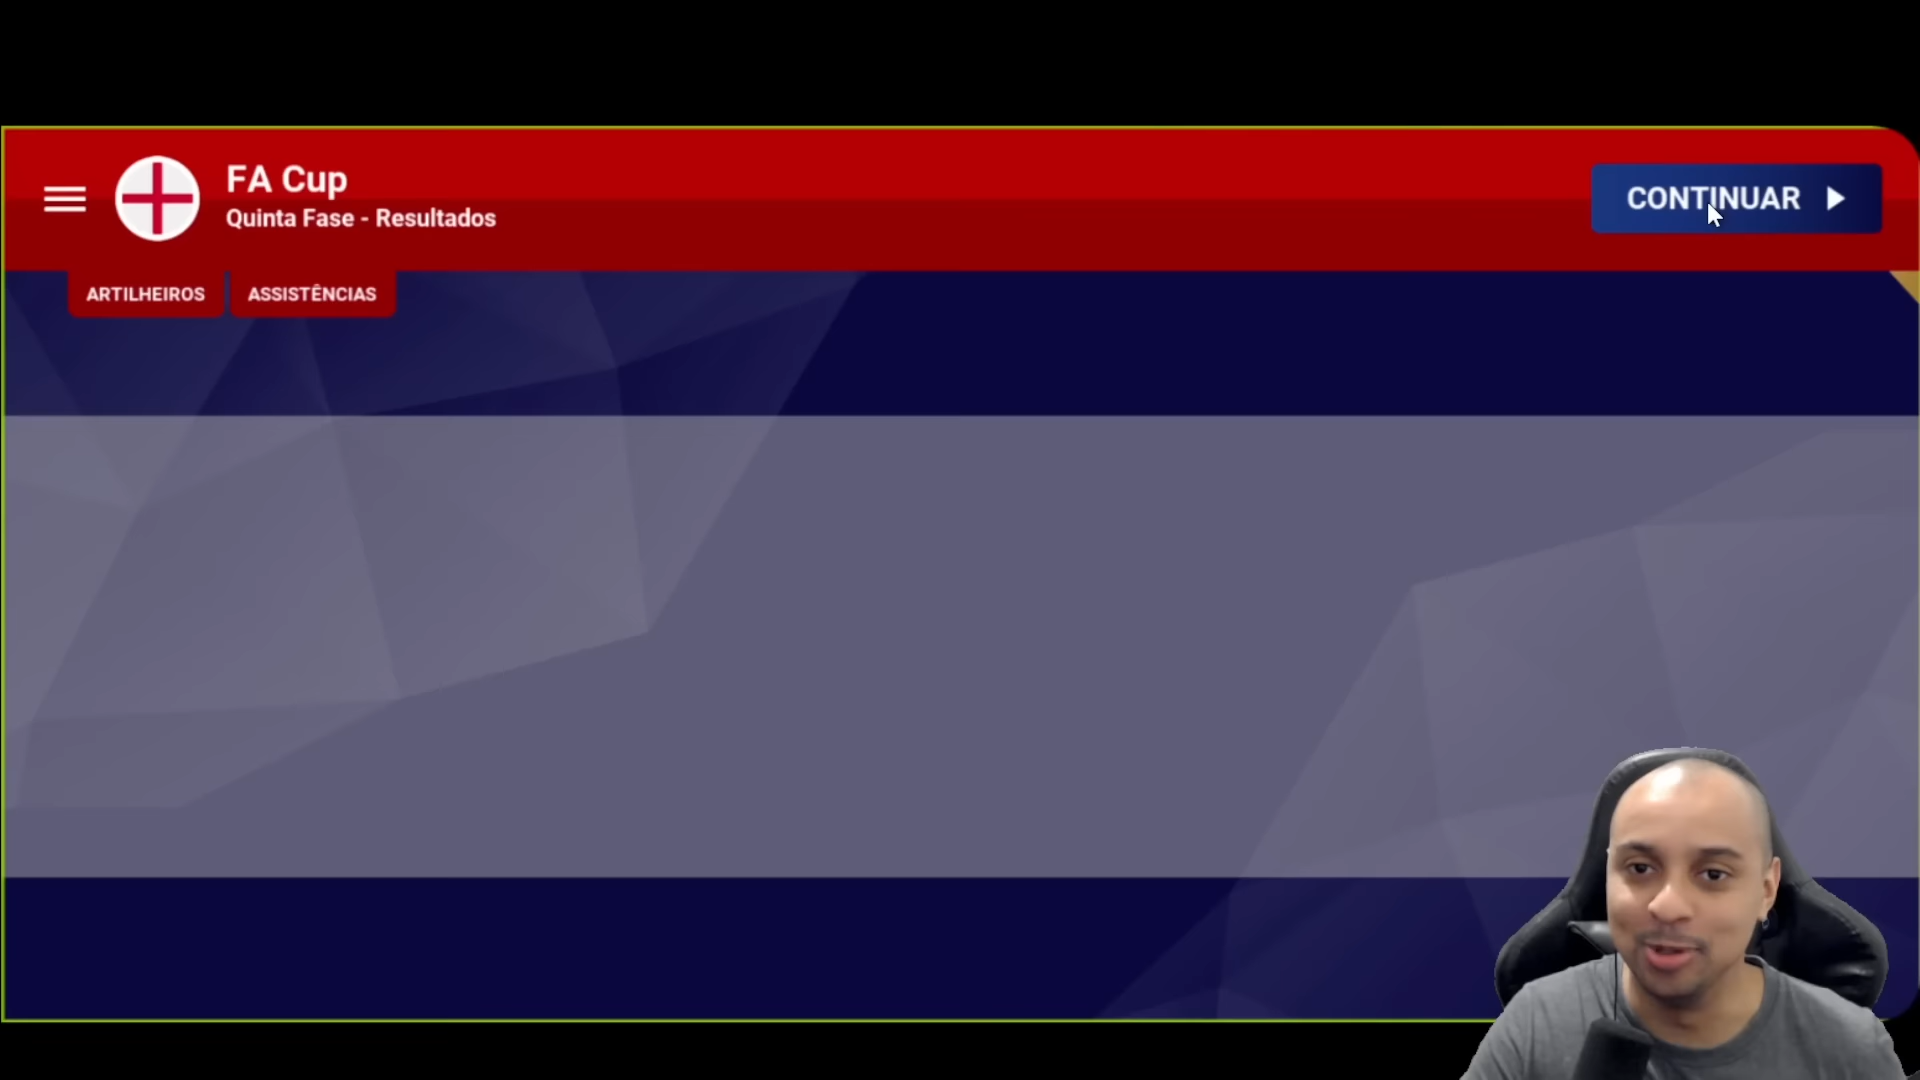 FA Cup
Quinta Fase - Resultados
CONTINUAR
ARTILHEIROS
ASSISTÊNCIAS